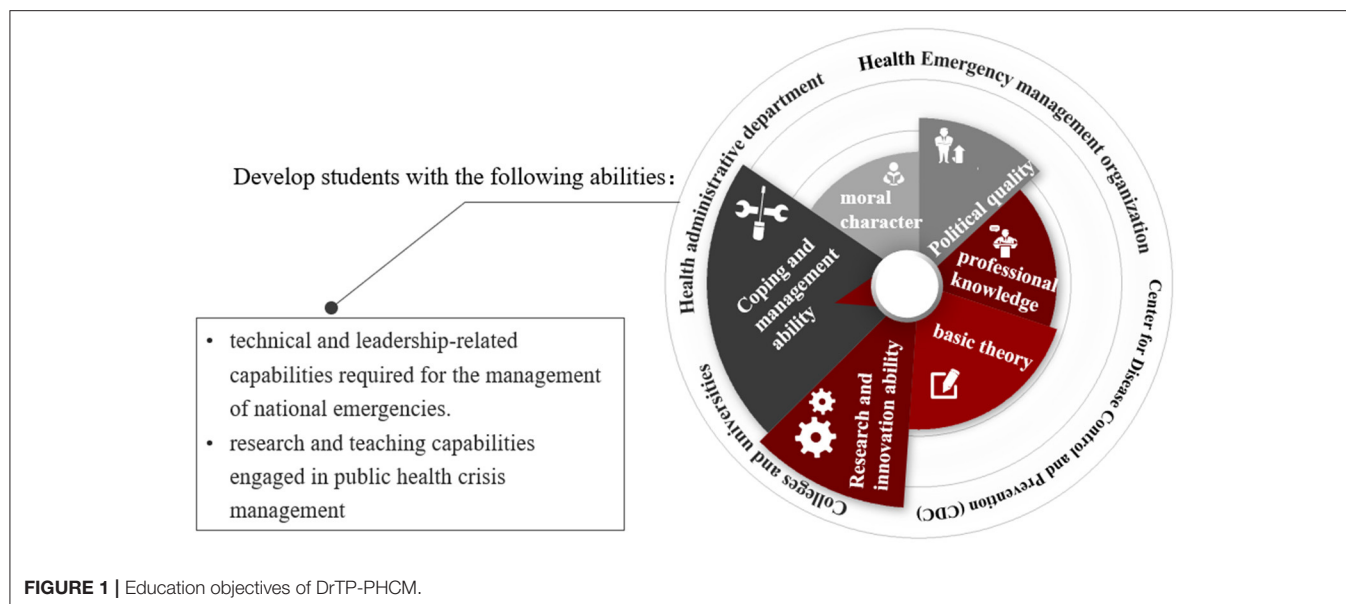 Health Emergency management organization
Health administrative department
Center for Disease Control and Prevention (CDC)
Colleges and universities
Develop students with the following abilities:
• technical and leadership-related
capabilities required for the management
of national emergencies.
• research and teaching capabilities
engaged in public health crisis
management
moral
character
Political quality
professional
knowledge
basic theory
Research and
innovation ability
Coping and
management
ability
FIGURE 1 | Education objectives of DrTP-PHCM.